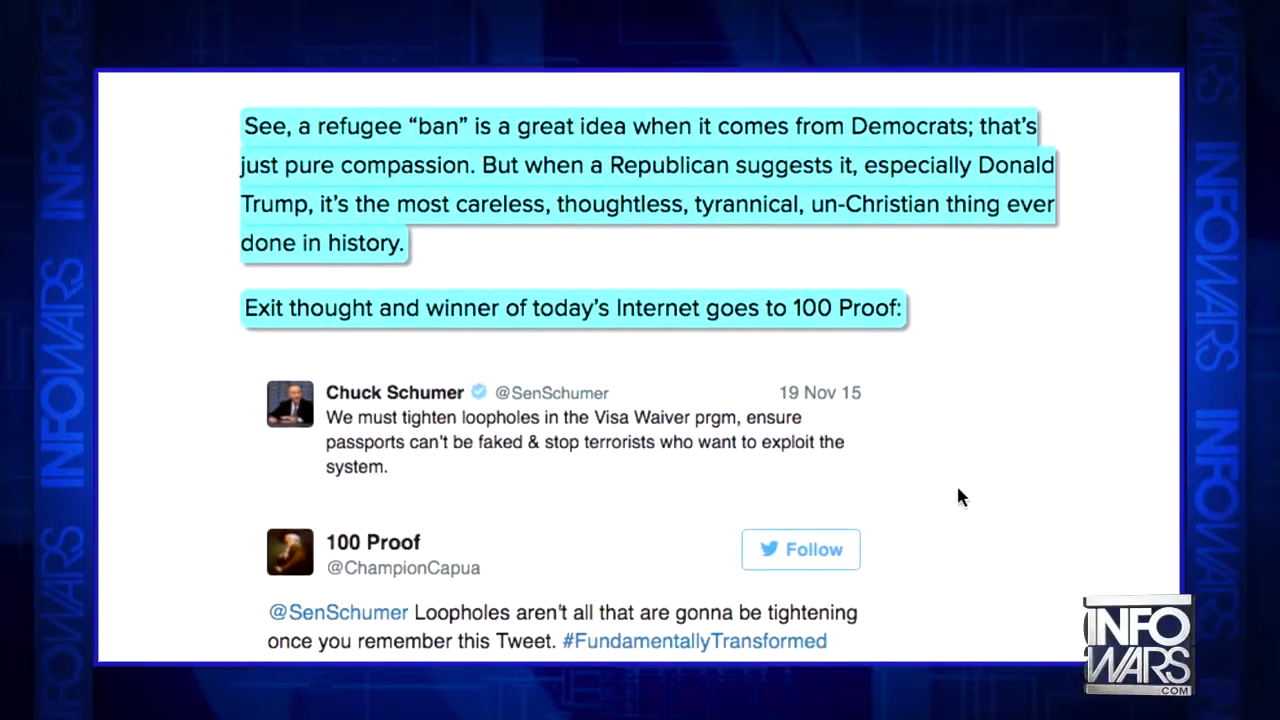 See, a refugee “ban” is a great idea when it comes from Democrats; that’s
just pure compassion. But when a Republican suggests it, especially Donald
Trump, it’s the most careless, thoughtless, tyrannical, un-Christian thing ever
done in history.
Exit thought and winner of today’s Internet goes to 100 Proof:
Chuck Schumer @SenSchumer 19 Nov 15
We must tighten loopholes in the Visa Waiver prgm, ensure
passports can't be faked & stop terrorists who want to exploit the
system.
100 Proof
@ChampionCapua
Follow
@SenSchumer Loopholes aren't all that are gonna be tightening
once you remember this Tweet. #FundamentallyTransformed
INFO
WARS
.COM
INFOWARS
INFOWARS
INFOWARS
INFOWARS